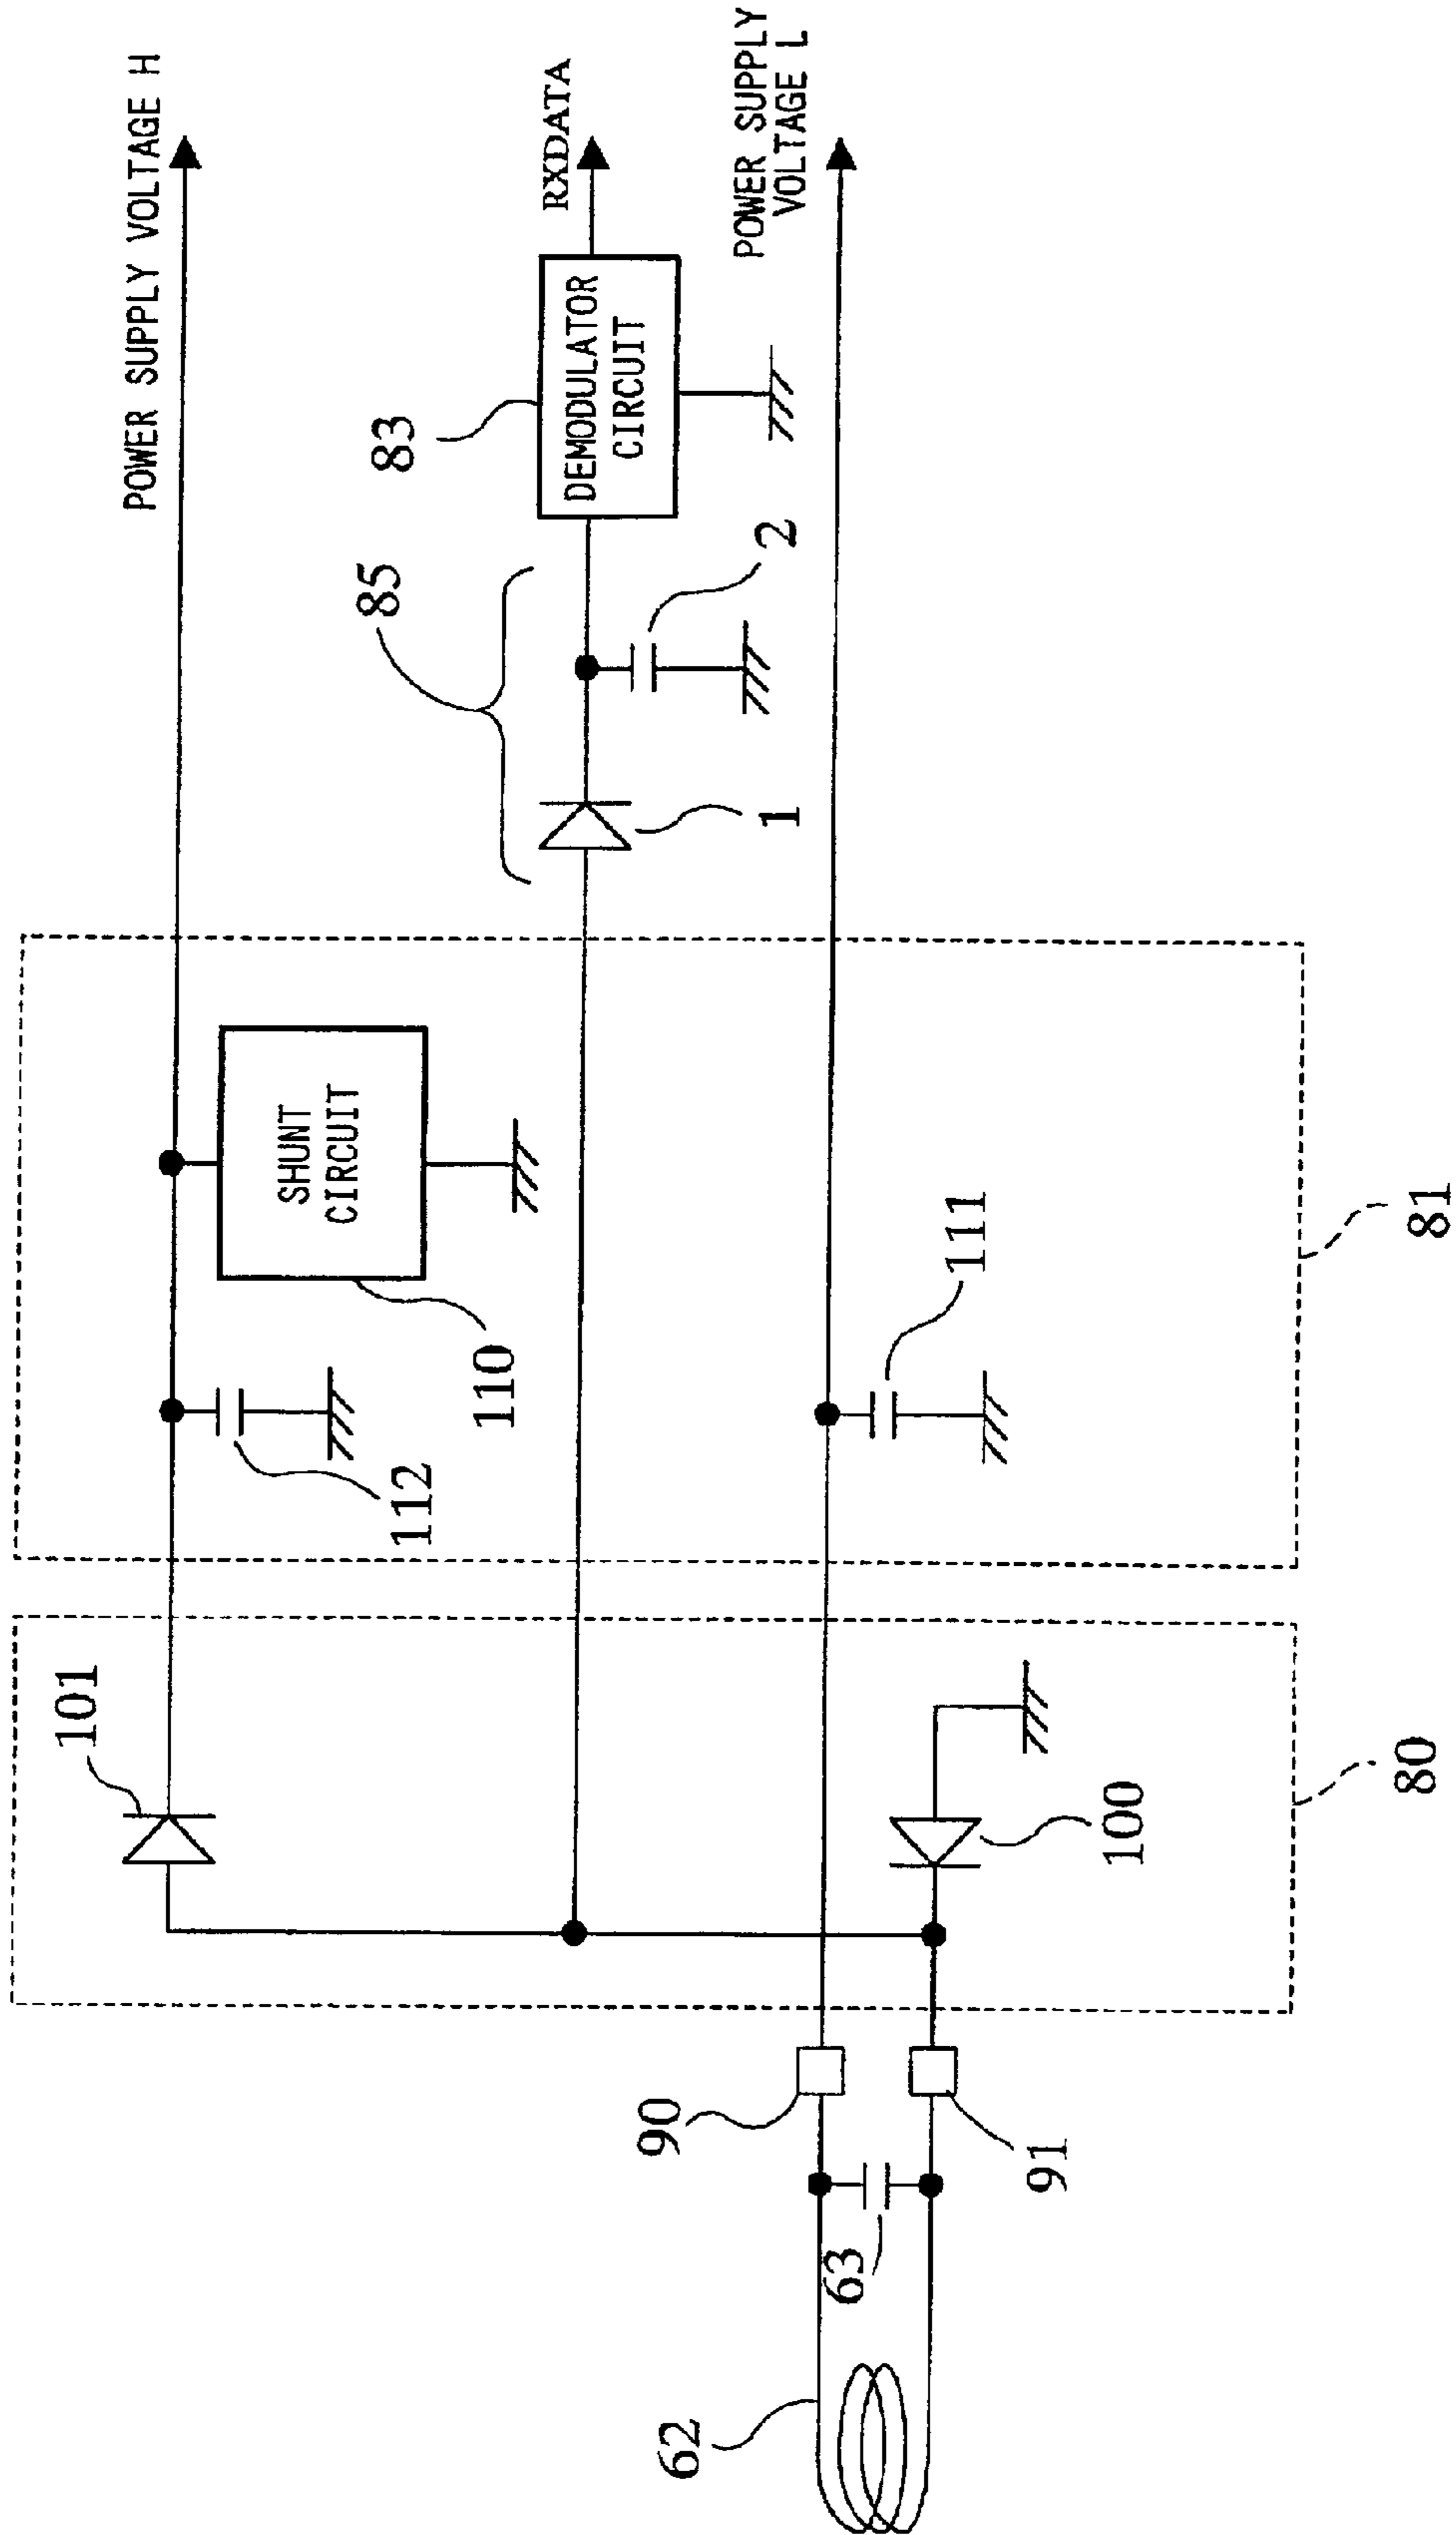 POWER SUPPLY VOLTAGE H
RXDATA
POWER SUPPLY
VOLTAGE L
83
DEMODULATOR
CIRCUIT
85
2
1
SHUNT
CIRCUIT
110
112
111
81
101
100
80
90
91
63
62